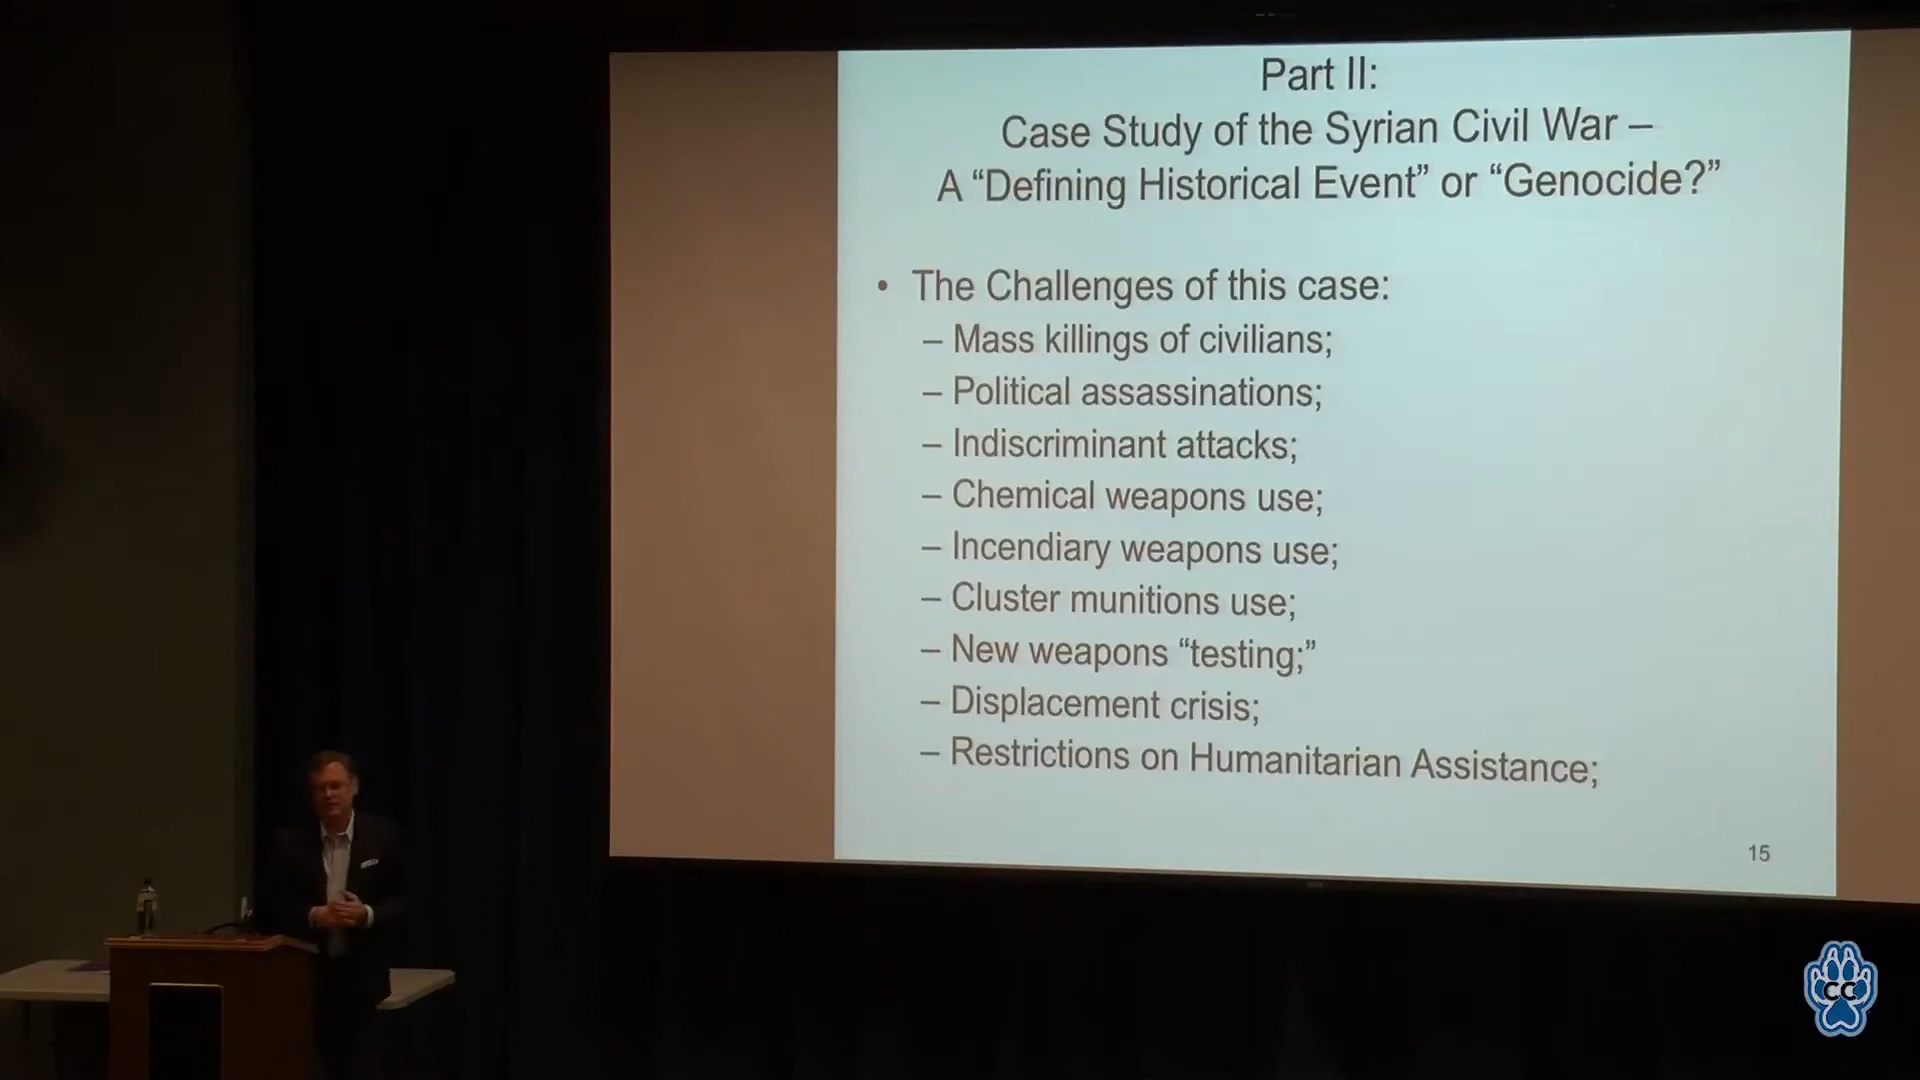 Part II:
Case Study of the Syrian Civil War –
A “Defining Historical Event” or “Genocide?”
• The Challenges of this case:
– Mass killings of civilians;
– Political assassinations;
– Indiscriminant attacks;
– Chemical weapons use;
– Incendiary weapons use;
– Cluster munitions use;
– New weapons “testing;”
– Displacement crisis;
– Restrictions on Humanitarian Assistance;
15
CC